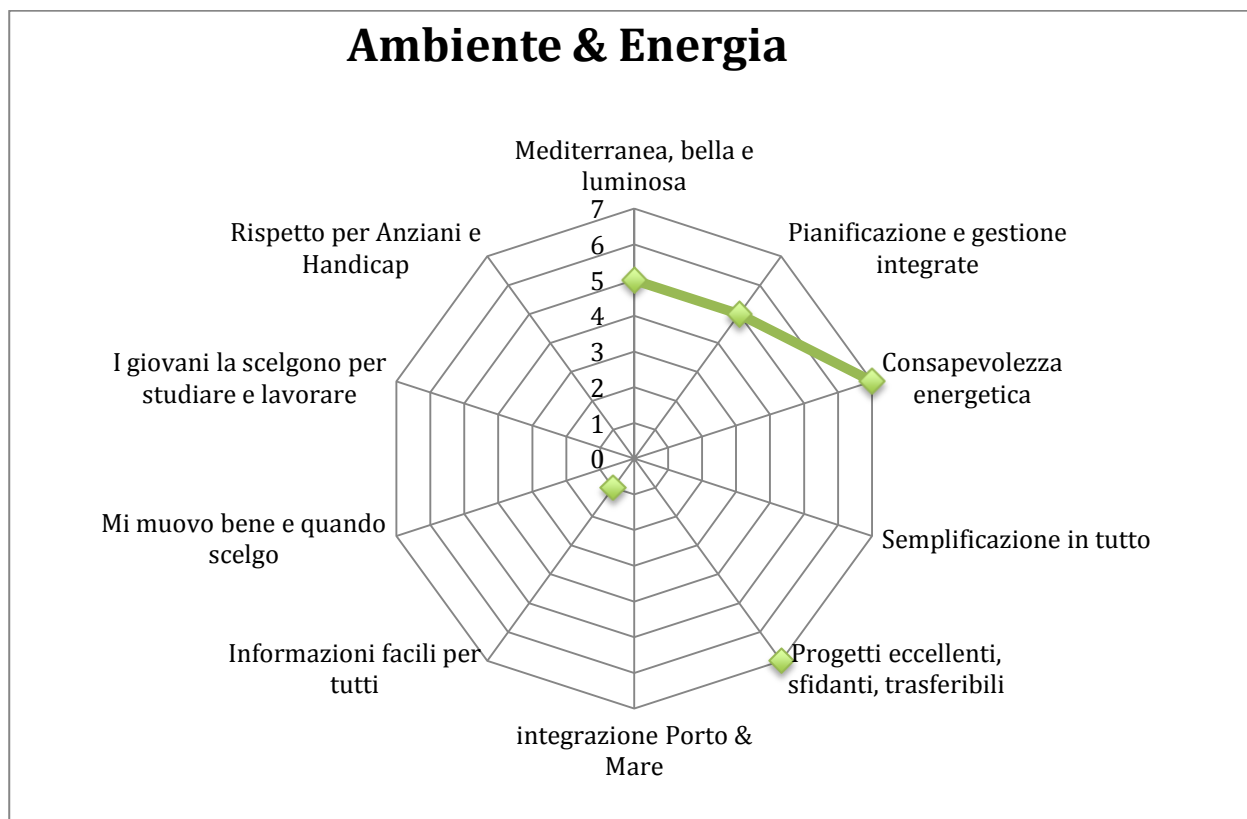 Ambiente & Energia
Mediterranea, bella e
luminosa
Pianificazione e gestione
integrate
Consapevolezza
energetica
Semplificazione in tutto
Progetti eccellenti,
sfidanti, trasferibili
integrazione Porto &
Mare
Informazioni facili per
tutti
Mi muovo bene e quando
scelgo
I giovani la scelgono per
studiare e lavorare
Rispetto per Anziani e
Handicap
7
6
5
4
3
2
1
0